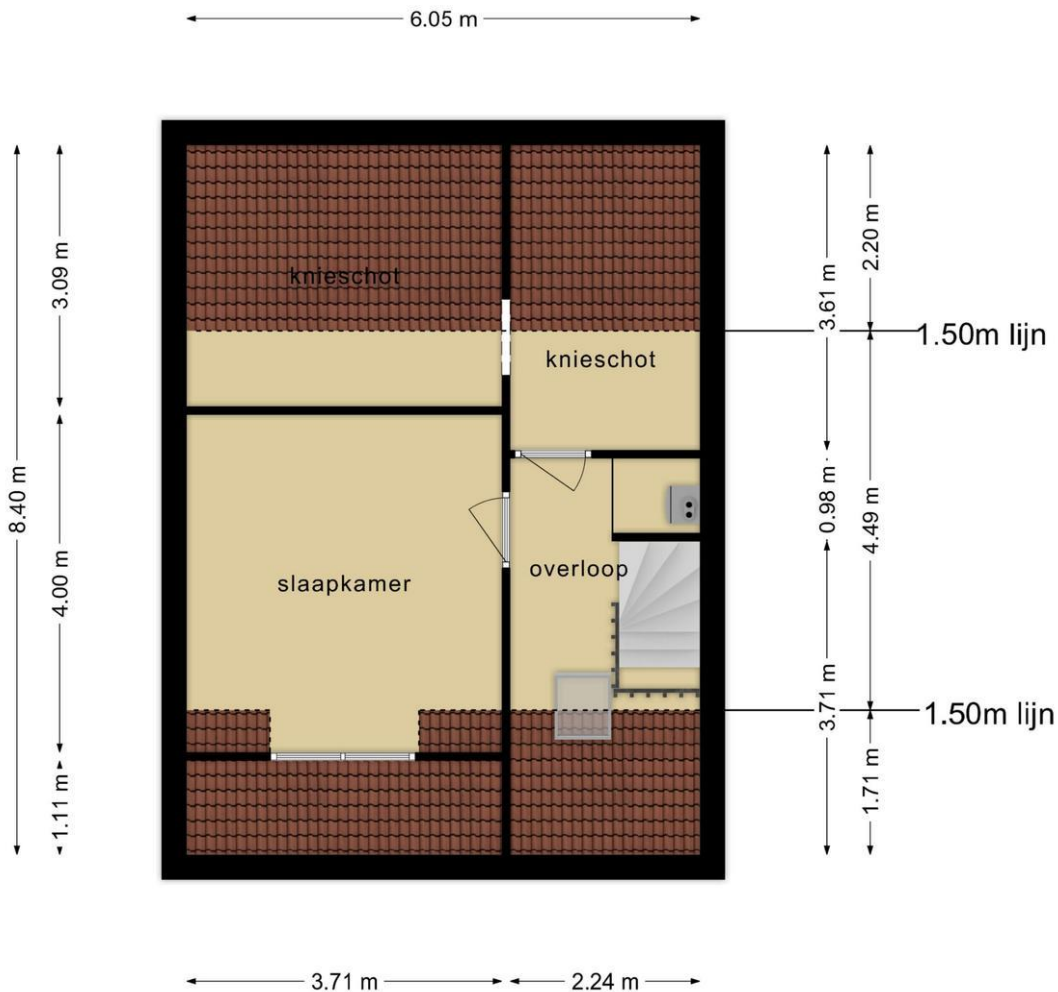 6.05 m
8.40 m
3.09 m
4.00 m
1.11 m
knieschot
knieschot
slaapkamer
overloop
3.61 m
0.98 m
3.71 m
2.20 m
4.49 m
1.71 m
1.50m lijn
1.50m lijn
3.71 m
2.24 m